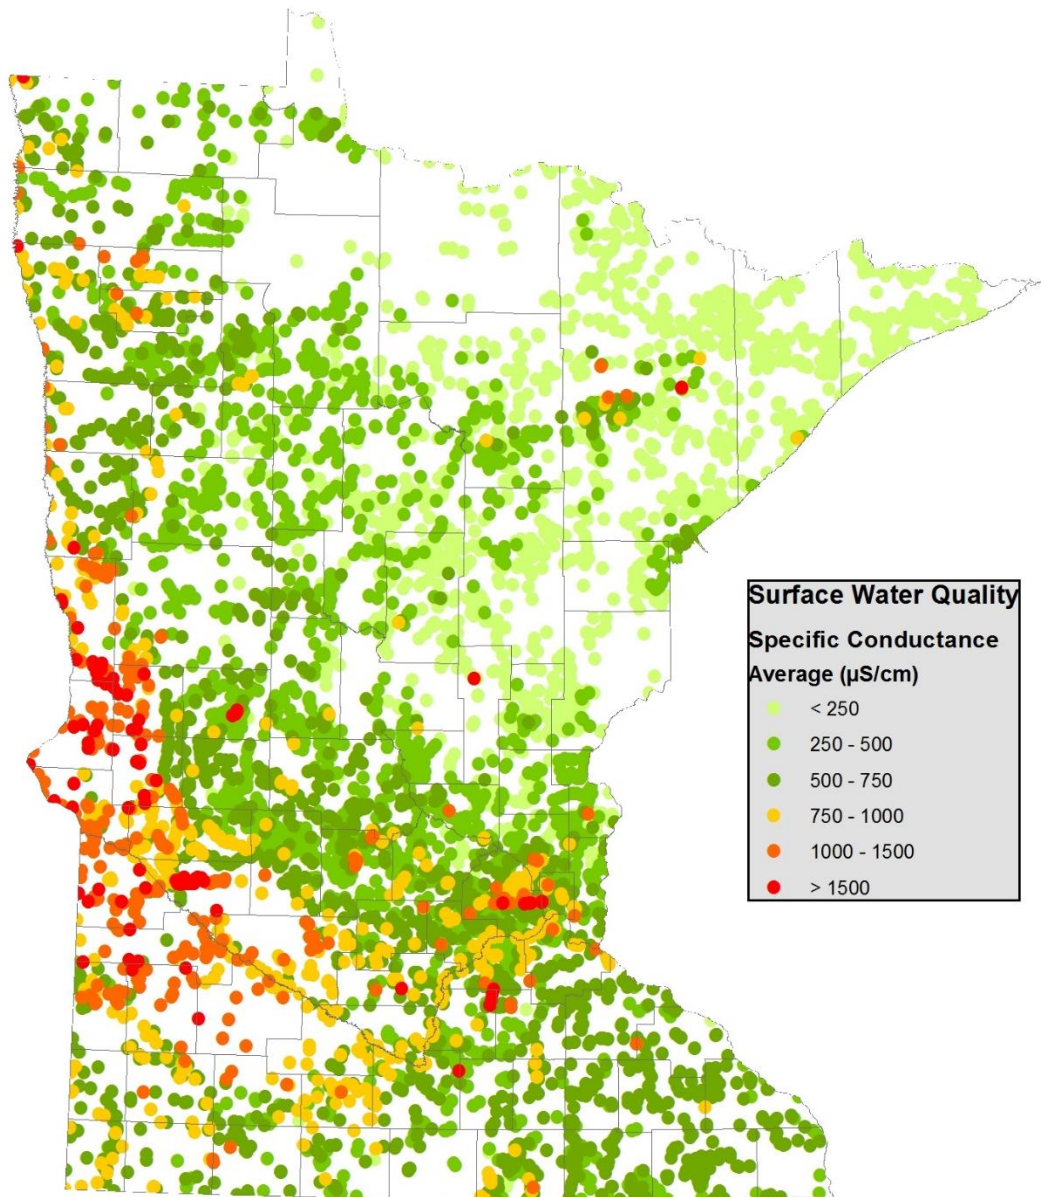 Surface Water Quality
Specific Conductance
Average (µS/cm)
< 250
250 - 500
500 - 750
750 - 1000
1000 - 1500
> 1500